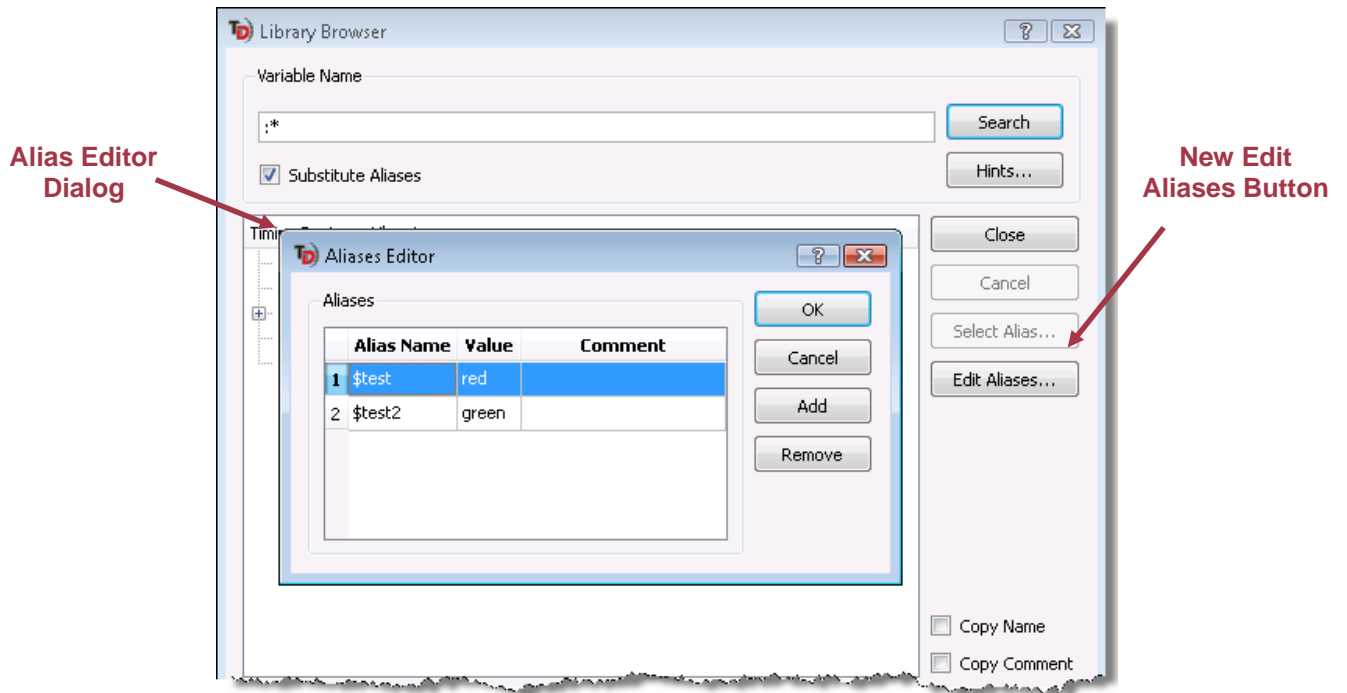 Library Browser
Variable Name
:*
Search
Substitute Aliases
Hints...
Alias Editor
Dialog
New Edit
Aliases Button
Close
Cancel
Select Alias...
Edit Aliases...
Aliases Editor
Aliases
Alias Name Value Comment
1 $test red
2 $test2 green
OK
Cancel
Add
Remove
Copy Name
Copy Comment